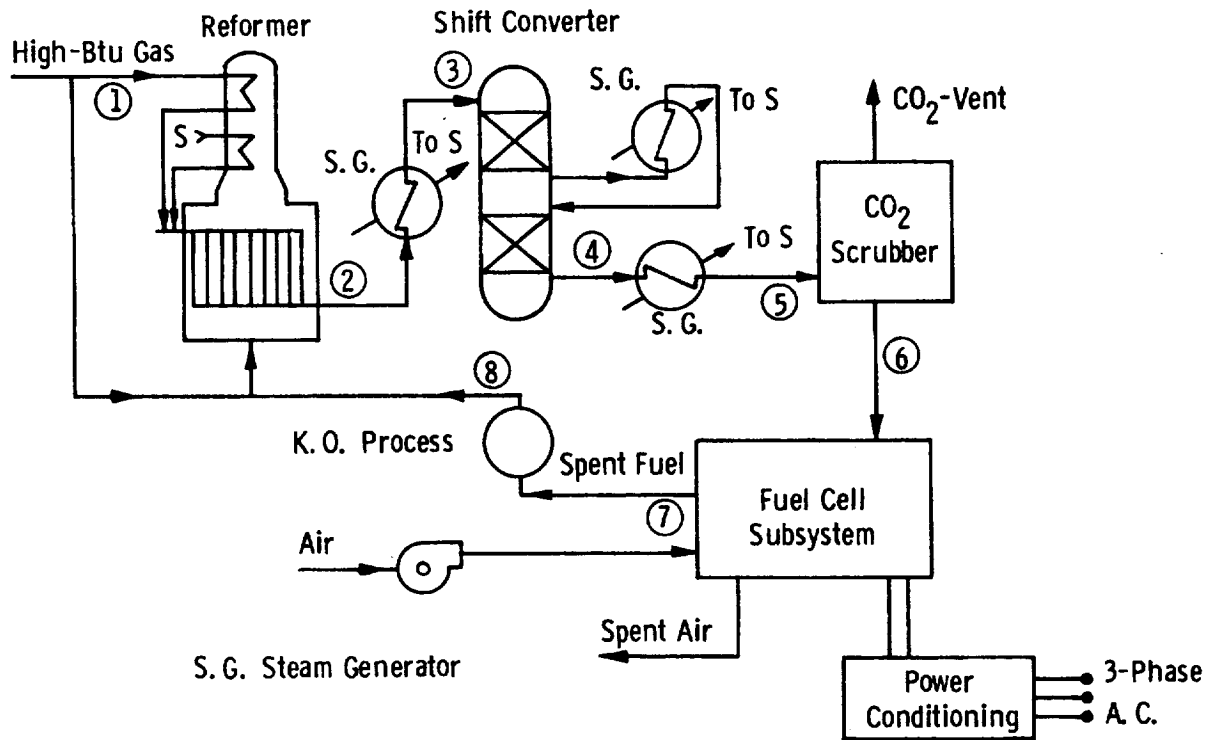 Reformer
Shift Converter
High-Btu Gas
①
③
S. G.
To S
CO₂-Vent
S
S. G.
To S
CO₂
Scrubber
②
④
To S
⑤
S. G.
⑥
⑧
K. O. Process
Spent Fuel
⑦
Fuel Cell
Subsystem
Air
Spent Air
S. G. Steam Generator
Power
Conditioning
3-Phase
A. C.